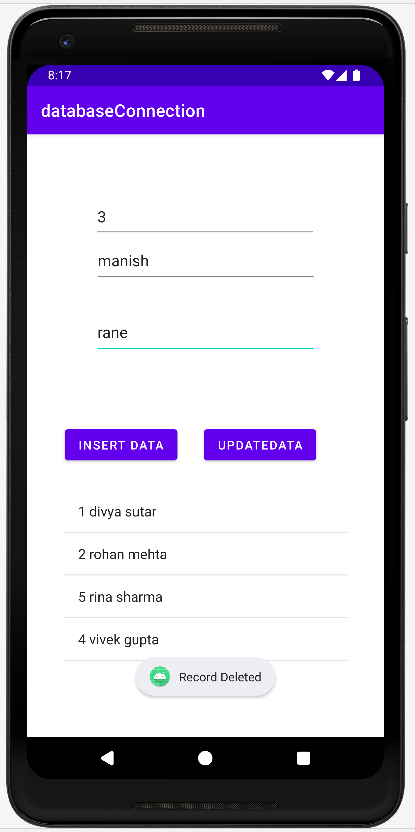 8:17
databaseConnection
3
manish
rane
INSERT DATA UPDATEDATA
1 divya sutar
2 rohan mehta
5 rina sharma
4 vivek gupta
Record Deleted